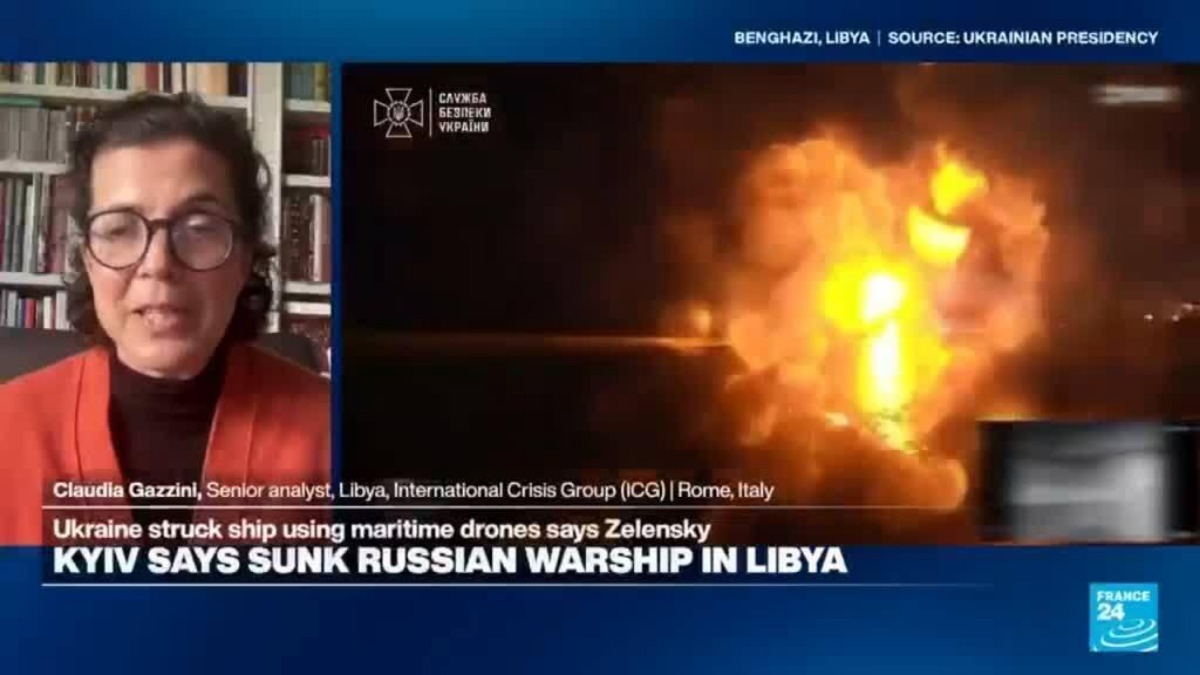 BENGHAZI, LIBYA | SOURCE: UKRAINIAN PRESIDENCY
СЛУЖБА
БЕЗПЕКИ
УКРАЇНИ
Claudia Gazzini, Senior analyst, Libya, International Crisis Group (ICG) | Rome, Italy
Ukraine struck ship using maritime drones says Zelensky
KYIV SAYS SUNK RUSSIAN WARSHIP IN LIBYA
FRANCE
24